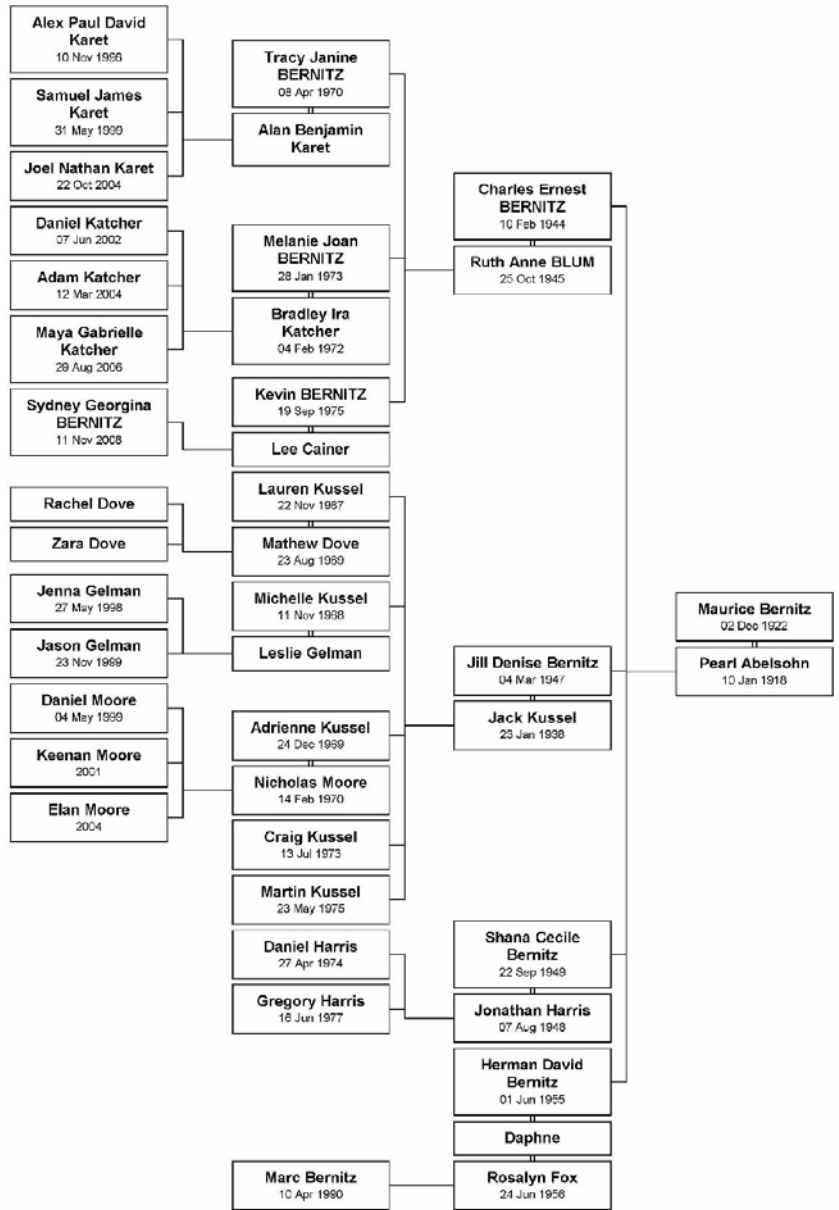 Alex Paul David
Karet
10 Nov 1996
Samuel James
Karet
31 May 1999
Joel Nathan Karet
22 Oct 2004
Daniel Katcher
07 Jun 2002
Adam Katcher
12 Mar 2004
Maya Gabrielle
Katcher
29 Aug 2006
Sydney Georgina
BERNITZ
11 Nov 2008
Rachel Dove
Zara Dove
Jenna Gelman
27 May 1998
Jason Gelman
23 Nov 1999
Daniel Moore
04 May 1999
Keenan Moore
2001
Elan Moore
2004
Tracy Janine
BERNITZ
08 Apr 1970
Alan Benjamin
Karet
Melanie Joan
BERNITZ
28 Jan 1973
Bradley Ira
Katcher
04 Feb 1972
Kevin BERNITZ
19 Sep 1975
Lee Cainer
Lauren Kussel
22 Nov 1967
Mathew Dove
23 Aug 1969
Michelle Kussel
11 Nov 1968
Leslie Gelman
Adrienne Kussel
24 Dec 1969
Nicholas Moore
14 Feb 1970
Craig Kussel
13 Jul 1973
Martin Kussel
23 May 1975
Daniel Harris
27 Apr 1974
Gregory Harris
16 Jun 1977
Marc Bernitz
10 Apr 1990
Charles Ernest
BERNITZ
10 Feb 1944
Ruth Anne BLUM
25 Oct 1945
Jill Denise Bernitz
04 Mar 1947
Jack Kussel
Jan 1938
Shana Cecile
Bernitz
22 Sep 1949
Jonathan Harris
07 Aug 1948
Herman David
Bernitz
01 Jun 1955
Daphne
Rosalyn Fox
24 Jun 1956
Maurice Bernitz
02 Dec 1922
Pearl Abelsohn
10 Jan 1918